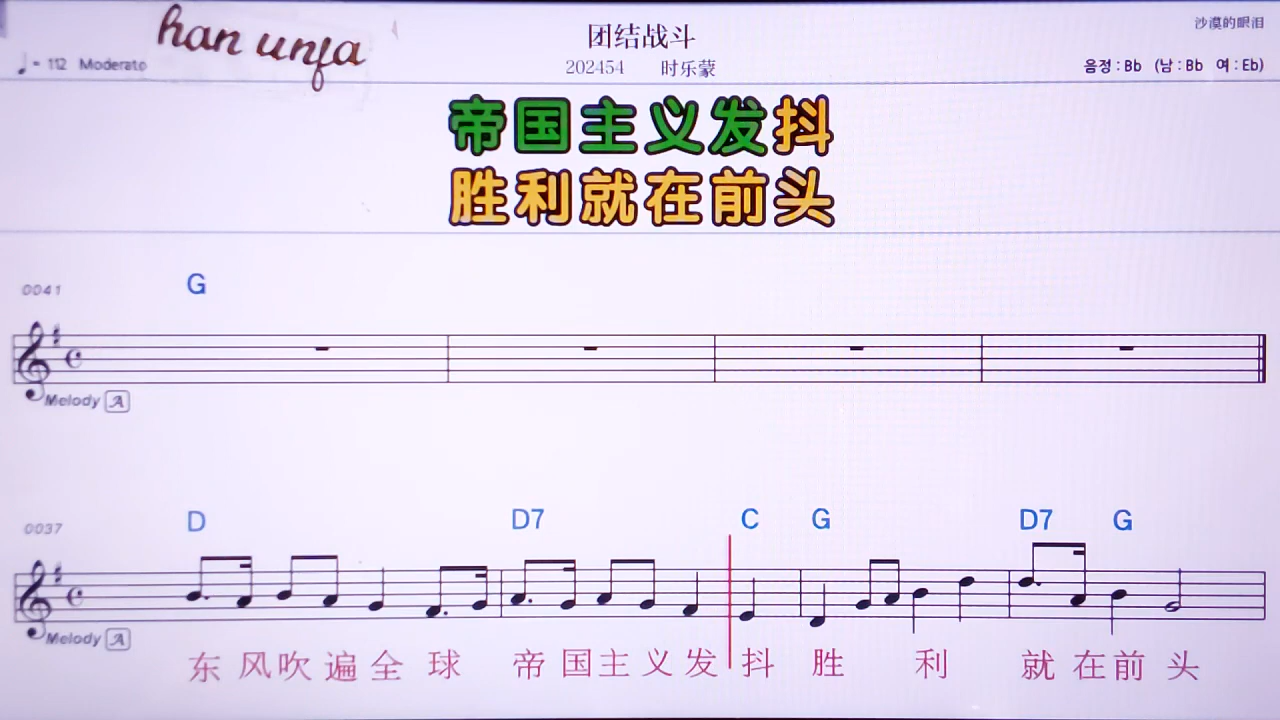 han unfa
团结战斗
沙漠的眼泪
♩= 112 Moderato
202454 时乐蒙
음정 : Bb (남 : Bb 여 : Eb)
帝国主义发抖
胜利就在前头
0041
G
Melody A
0037
D D7 C G D7 G
Melody A
东风吹遍全球 帝国主义发抖 胜利 就在前头